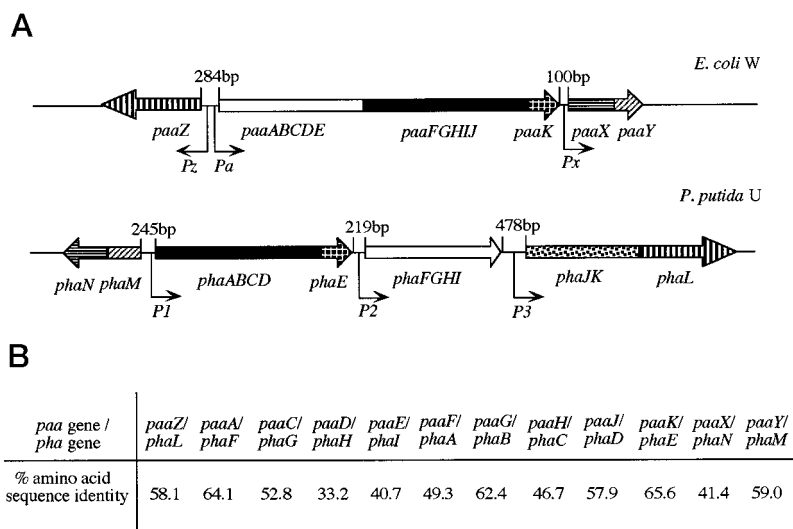 A
E. coli W
284bp 100bp
paaZ paaABCDE paaFGHIJ paaK paaX paaY
Pz Pa Px
P. putida U
245bp 219bp 478bp
phaN phaM phaABCD phaE phaFGHI phaJK phaL
P1 P2 P3
B
paa gene / paaZ/ paaA/ paaC/ paaD/ paaE/ paaF/ paaG/ paaH/ paaJ/ paaK/ paaX/ paaY/
pha gene phaL phaF phaG phaH phaI phaA phaB phaC phaD phaE phaN phaM
% amino acid
sequence identity 58.1 64.1 52.8 33.2 40.7 49.3 62.4 46.7 57.9 65.6 41.4 59.0